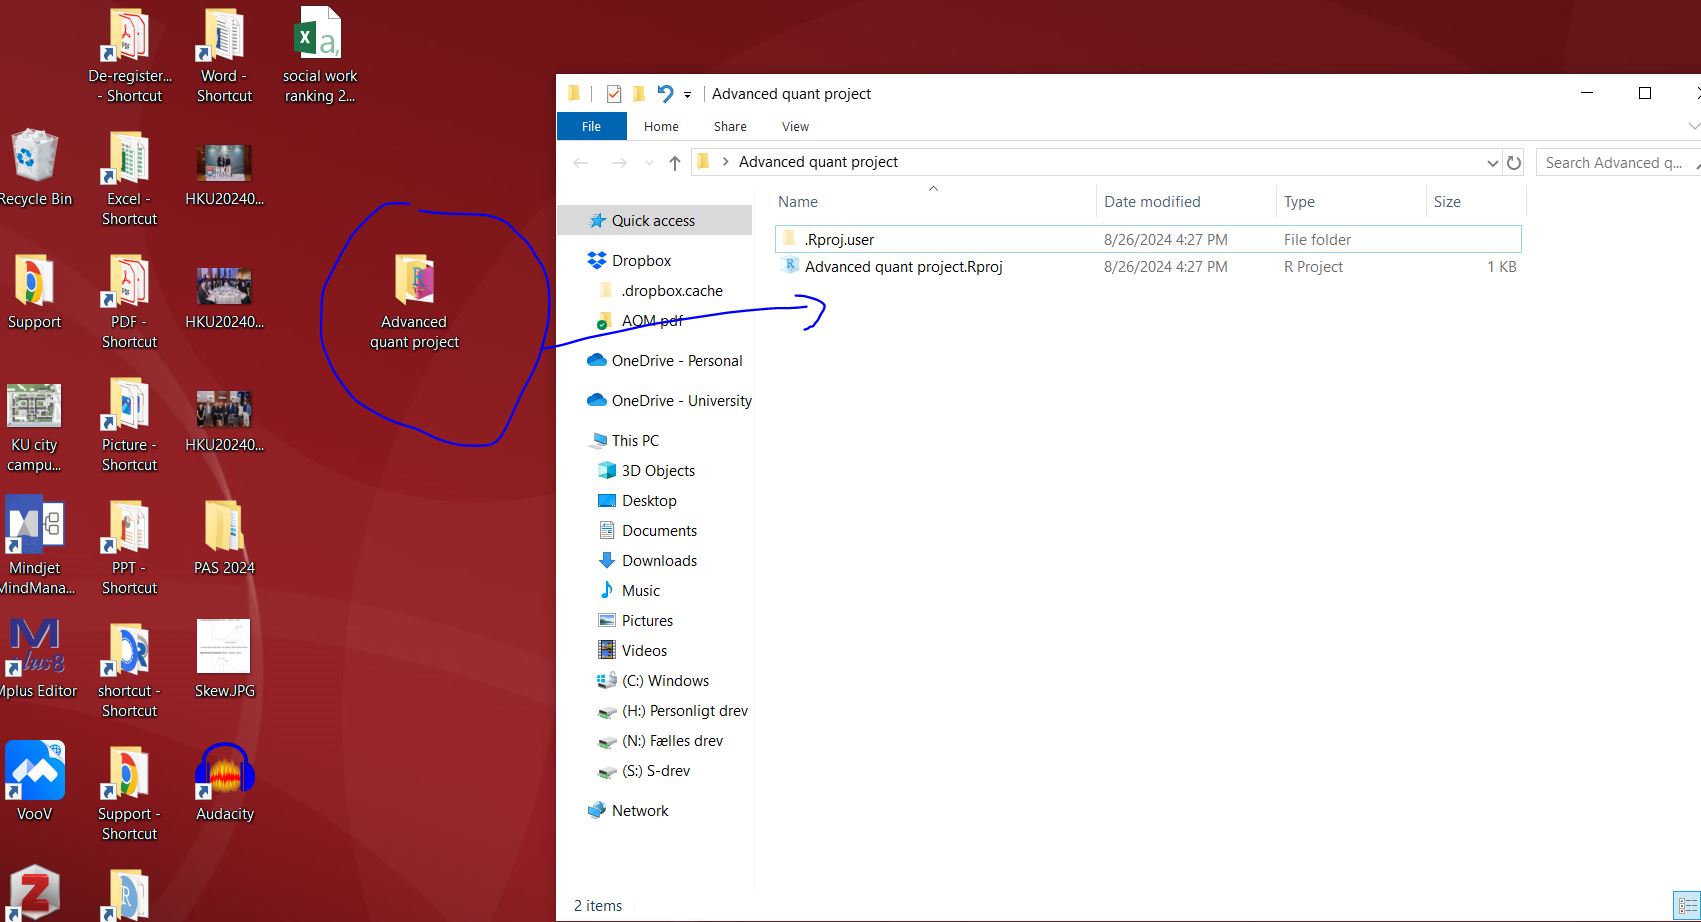 De-register...
- Shortcut
Word -
Shortcut
social work
ranking 2...
Recycle Bin
Excel -
Shortcut
HKU20240...
Support
PDF -
Shortcut
HKU20240...
Advanced
quant project
KU city
campu...
Picture -
Shortcut
HKU20240...
Mindjet
MindMana...
PPT -
Shortcut
PAS 2024
Mplus Editor
shortcut -
Shortcut
Skew.JPG
VooV
Support -
Shortcut
Audacity
Advanced quant project
File Home Share View
Advanced quant project
Search Advanced q...
Name Date modified Type Size
.Rproj.user 8/26/2024 4:27 PM File folder
Advanced quant project.Rproj 8/26/2024 4:27 PM R Project 1 KB
Quick access
Dropbox
.dropbox.cache
AQM pdf
OneDrive - Personal
OneDrive - University
This PC
3D Objects
Desktop
Documents
Downloads
Music
Pictures
Videos
(C:) Windows
(H:) Personligt drev
(N:) Fælles drev
(S:) S-drev
Network
2 items